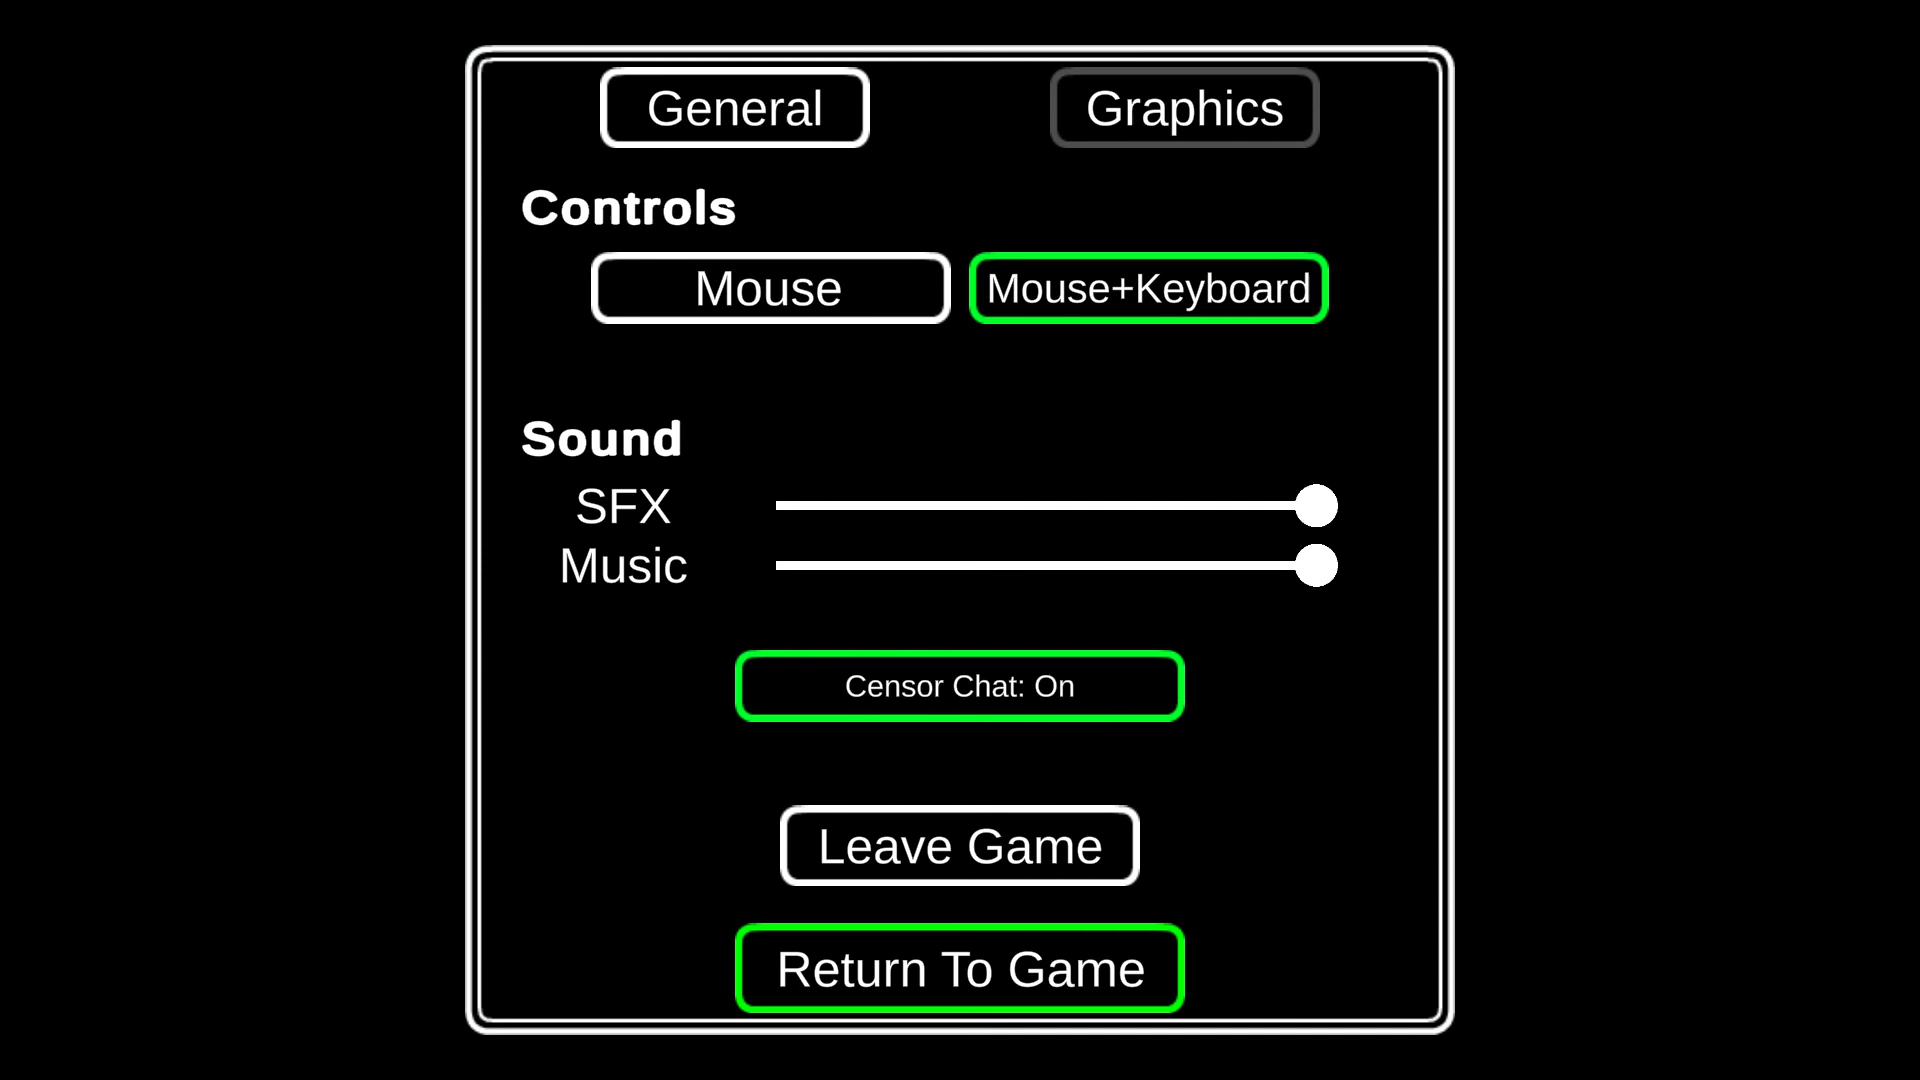 General
Graphics
Controls
Mouse
Mouse+Keyboard
Sound
SFX
Music
Censor Chat: On
Leave Game
Return To Game